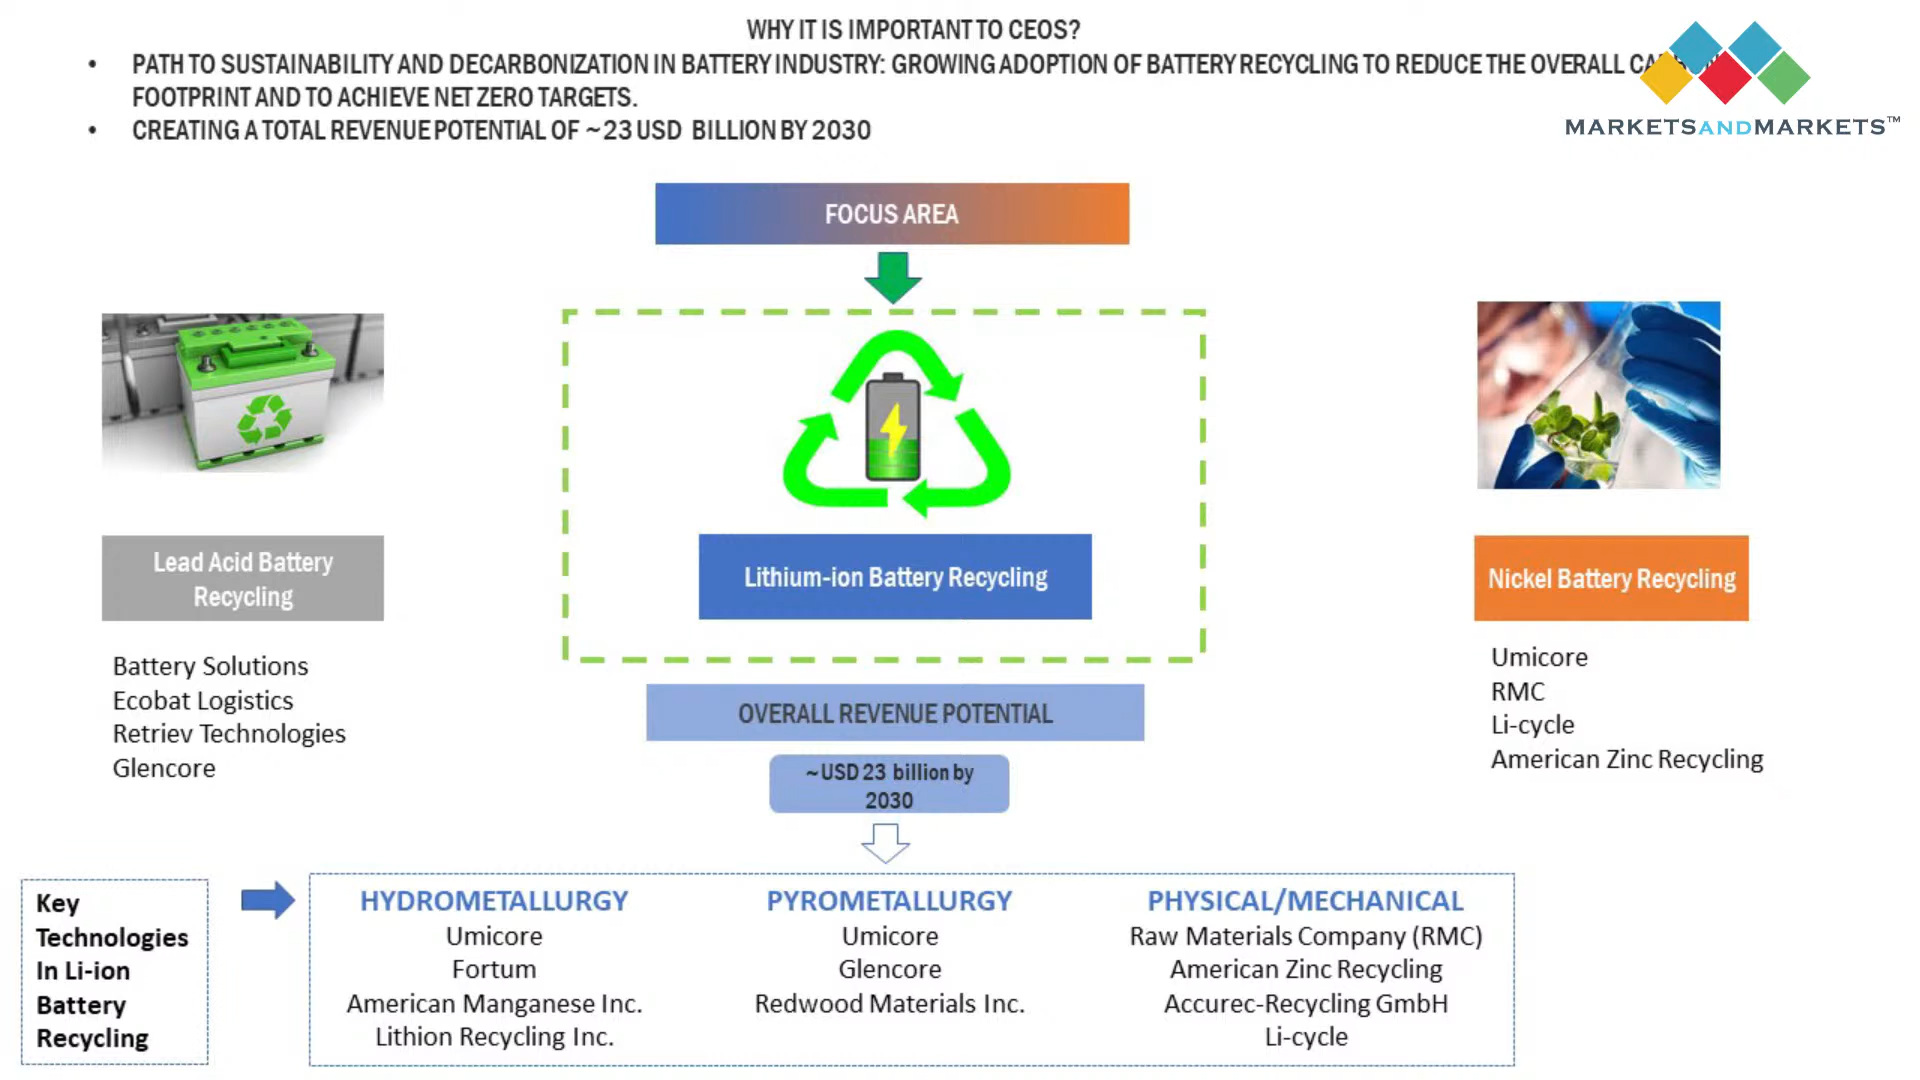 WHY IT IS IMPORTANT TO CEOS?
• PATH TO SUSTAINABILITY AND DECARBONIZATION IN BATTERY INDUSTRY: GROWING ADOPTION OF BATTERY RECYCLING TO REDUCE THE OVERALL
FOOTPRINT AND TO ACHIEVE NET ZERO TARGETS.
• CREATING A TOTAL REVENUE POTENTIAL OF ~23 USD BILLION BY 2030
MARKETSANDMARKETS™
FOCUS AREA
Lead Acid Battery
Recycling
Battery Solutions
Ecobat Logistics
Retriev Technologies
Glencore
Lithium-ion Battery Recycling
OVERALL REVENUE POTENTIAL
~USD 23 billion by
2030
Nickel Battery Recycling
Umicore
RMC
Li-cycle
American Zinc Recycling
Key
Technologies
In Li-ion
Battery
Recycling
HYDROMETALLURGY
Umicore
Fortum
American Manganese Inc.
Lithion Recycling Inc.
PYROMETALLURGY
Umicore
Glencore
Redwood Materials Inc.
PHYSICAL/MECHANICAL
Raw Materials Company (RMC)
American Zinc Recycling
Accurec-Recycling GmbH
Li-cycle